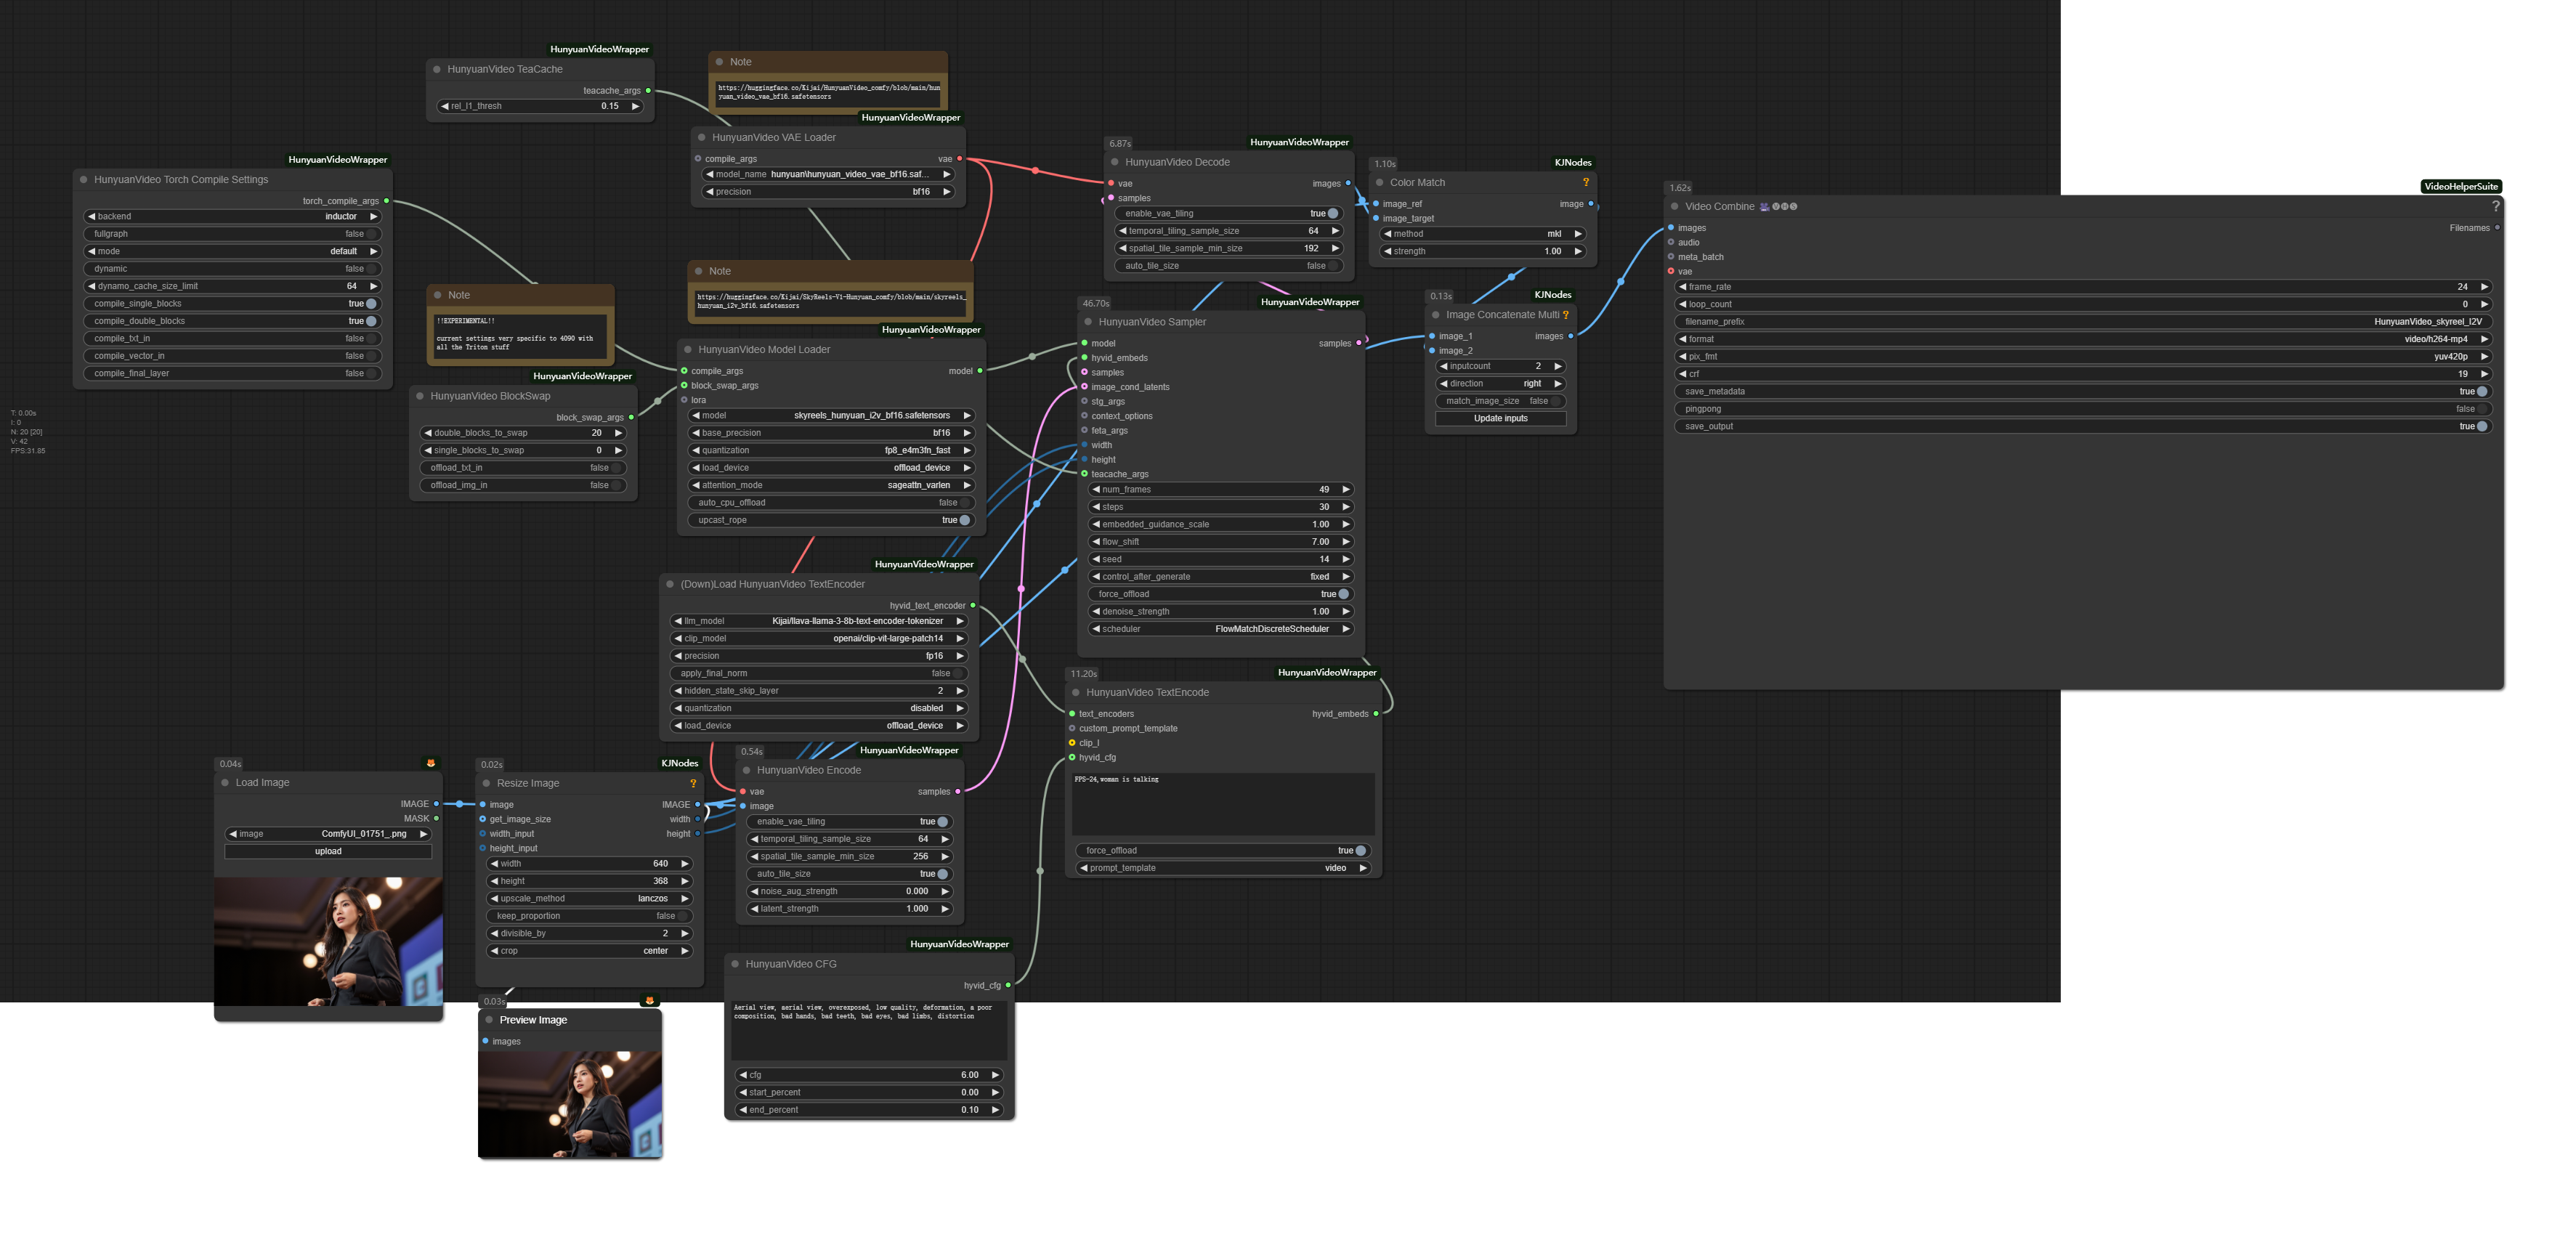 HunyuanVideoWrapper
HunyuanVideo TeaCache
teacache_args
rel_l1_thresh 0.15
Note
https://huggingface.co/Kijai/HunyuanVideo_comfy/blob/main/hun
yuan_video_vae_bf16.safetensors
HunyuanVideoWrapper
HunyuanVideo VAE Loader
compile_args vae
model_name hunyuan\hunyuan_video_vae_bf16.saf...
precision bf16
HunyuanVideoWrapper
HunyuanVideo Torch Compile Settings
torch_compile_args
backend inductor
fullgraph false
mode default
dynamic false
dynamo_cache_size_limit 64
compile_single_blocks true
compile_double_blocks true
compile_txt_in false
compile_vector_in false
compile_final_layer false
Note
!!EXPERIMENTAL!!
current settings very specific to 4090 with
all the Triton stuff
Note
https://huggingface.co/Kijai/SkyReels-V1-Hunyuan_comfy/blob/main/skyreels_
hunyuan_i2v_bf16.safetensors
HunyuanVideoWrapper
HunyuanVideo BlockSwap
block_swap_args
double_blocks_to_swap 20
single_blocks_to_swap 0
offload_txt_in false
offload_img_in false
HunyuanVideoWrapper
HunyuanVideo Model Loader
compile_args model
block_swap_args
lora
model skyreels_hunyuan_i2v_bf16.safetensors
base_precision bf16
quantization fp8_e4m3fn_fast
load_device offload_device
attention_mode sageattn_varlen
auto_cpu_offload false
upcast_rope true
T: 0.00s
I: 0
N: 20 [20]
V: 42
FPS:31.85
HunyuanVideoWrapper
(Down)Load HunyuanVideo TextEncoder
hyvid_text_encoder
llm_model Kijai/llava-llama-3-8b-text-encoder-tokenizer
clip_model openai/clip-vit-large-patch14
precision fp16
apply_final_norm false
hidden_state_skip_layer 2
quantization disabled
load_device offload_device
0.04s
Load Image
IMAGE
MASK
image ComfyUI_01751_.png
upload
0.02s KJNodes
Resize Image ?
image IMAGE
get_image_size width
width_input height
height_input
width 640
height 368
upscale_method lanczos
keep_proportion false
divisible_by 2
crop center
0.03s
Preview Image
images
0.54s HunyuanVideoWrapper
HunyuanVideo Encode
vae samples
image
enable_vae_tiling true
temporal_tiling_sample_size 64
spatial_tile_sample_min_size 256
auto_tile_size true
noise_aug_strength 0.000
latent_strength 1.000
HunyuanVideoWrapper
HunyuanVideo CFG
hyvid_cfg
Aerial view, aerial view, overexposed, low quality, deformation, a poor
composition, bad hands, bad teeth, bad eyes, bad limbs, distortion
cfg 6.00
start_percent 0.00
end_percent 0.10
6.87s HunyuanVideoWrapper
HunyuanVideo Decode
vae images
samples
enable_vae_tiling true
temporal_tiling_sample_size 64
spatial_tile_sample_min_size 192
auto_tile_size false
46.70s HunyuanVideoWrapper
HunyuanVideo Sampler
model samples
hyvid_embeds
samples
image_cond_latents
stg_args
context_options
feta_args
width
height
teacache_args
num_frames 49
steps 30
embedded_guidance_scale 1.00
flow_shift 7.00
seed 14
control_after_generate fixed
force_offload true
denoise_strength 1.00
scheduler FlowMatchDiscreteScheduler
11.20s HunyuanVideoWrapper
HunyuanVideo TextEncode
text_encoders hyvid_embeds
custom_prompt_template
clip_l
hyvid_cfg
FPS-24,woman is talking
force_offload true
prompt_template video
1.10s KJNodes
Color Match ?
image_ref image
image_target
method mkl
strength 1.00
0.13s KJNodes
Image Concatenate Multi ?
image_1 images
image_2
inputcount 2
direction right
match_image_size false
Update inputs
1.62s VideoHelperSuite
Video Combine 🎥🅥🅗🅢 ?
images Filenames
audio
meta_batch
vae
frame_rate 24
loop_count 0
filename_prefix HunyuanVideo_skyreel_I2V
format video/h264-mp4
pix_fmt yuv420p
crf 19
save_metadata true
pingpong false
save_output true